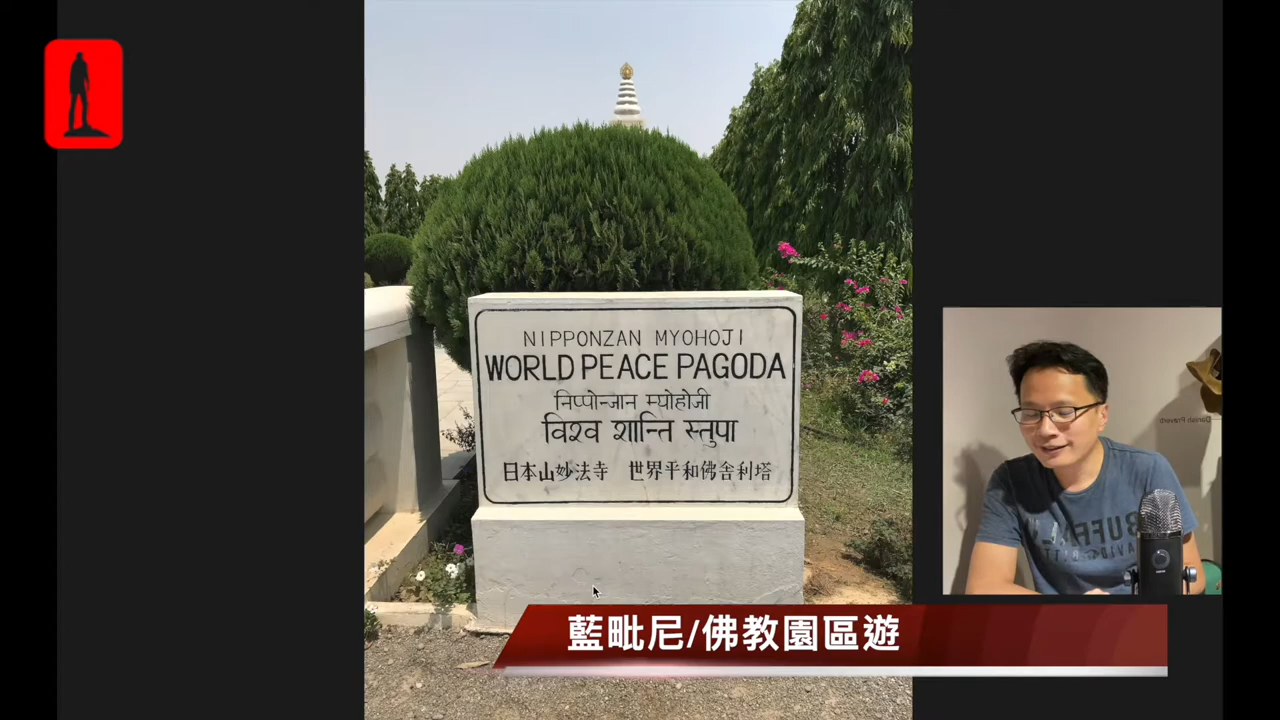 NIPPONZAN MYOHOJI
WORLD PEACE PAGODA
निप्पोन्जान म्योहोजी
विश्व शान्ति स्तुपा
日本山妙法寺 世界平和佛舎利塔
藍毗尼/佛教園區遊